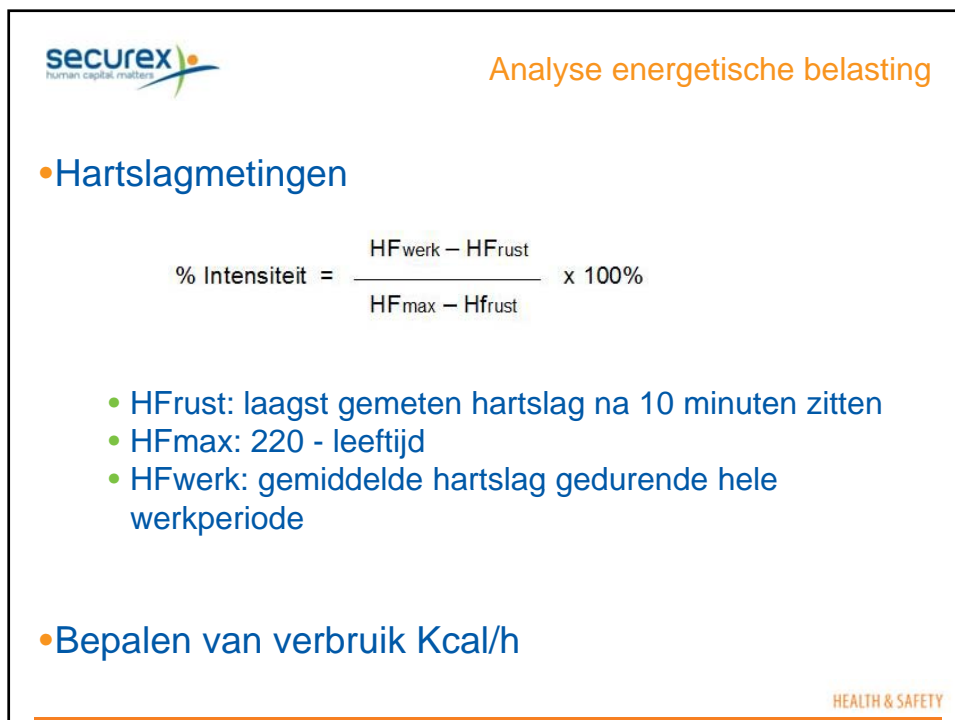 securex
human capital matters
Analyse energetische belasting
•Hartslagmetingen
HFwerk – HFrust
% Intensiteit = x 100%
HFmax – Hfrust
• HFrust: laagst gemeten hartslag na 10 minuten zitten
• HFmax: 220 - leeftijd
• HFwerk: gemiddelde hartslag gedurende hele
werkperiode
•Bepalen van verbruik Kcal/h
HEALTH & SAFETY